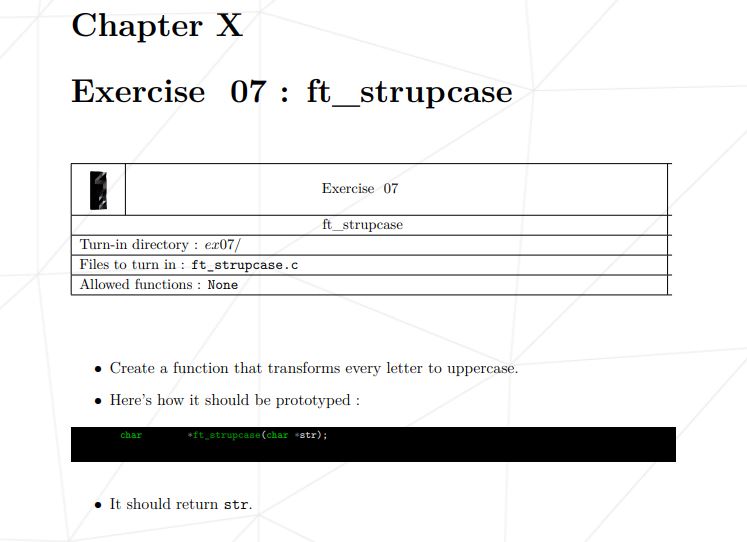 Chapter X
Exercise 07 : ft_strupcase
Exercise 07
ft_strupcase
Turn-in directory : ex07/
Files to turn in : ft_strupcase.c
Allowed functions : None
• Create a function that transforms every letter to uppercase.
• Here's how it should be prototyped :
char *ft_strupcase(char *str);
• It should return str.